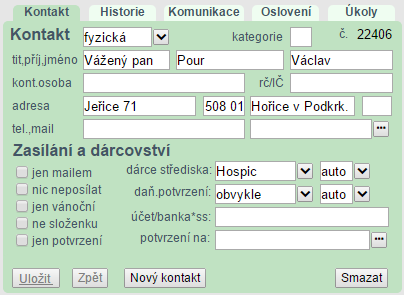 Kontakt Historie Komunikace Oslovení Úkoly
Kontakt fyzická kategorie č. 22406
tit,příj,jméno Vážený pan Pour Václav
kont.osoba rč/IČ
adresa Jeřice 71 508 01 Hořice v Podkrk.
tel.,mail ...
Zasílání a dárcovství
jen mailem dárce střediska: Hospic auto
nic neposílat daň.potvrzení: obvykle auto
jen vánoční účet/banka*ss:
ne složenku potvrzení na: ...
jen potvrzení
Uložit Zpět Nový kontakt Smazat